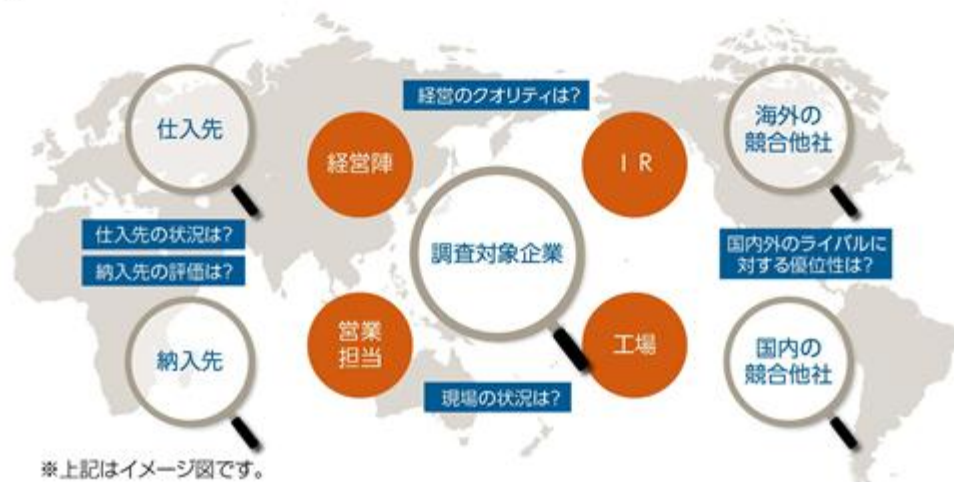 経営のクオリティは?
仕入先
経営陣
I R
海外の
競合他社
調査対象企業
仕入先の状況は?
納入先の評価は?
国内外のライバルに
対する優位性は?
納入先
営業
担当
工場
国内の
競合他社
現場の状況は?
※上記はイメージ図です。